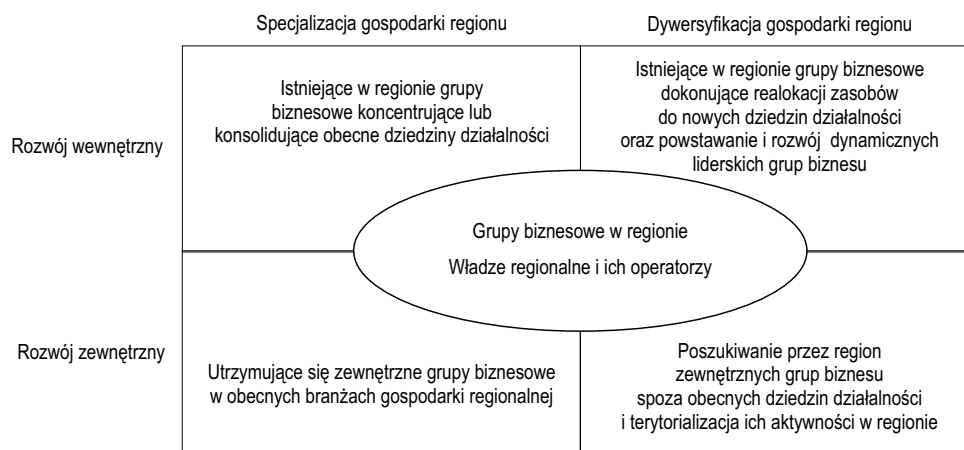 Specjalizacja gospodarki regionu
Dywersyfikacja gospodarki regionu
Rozwój wewnętrzny
Istniejące w regionie grupy
biznesowe koncentrujące lub
konsolidujące obecne dziedziny działalności
Istniejące w regionie grupy biznesowe
dokonujące realokacji zasobów
do nowych dziedzin działalności
oraz powstawanie i rozwój dynamicznych
liderskich grup biznesu
Grupy biznesowe w regionie
Władze regionalne i ich operatorzy
Rozwój zewnętrzny
Utrzymujące się zewnętrzne grupy biznesowe
w obecnych branżach gospodarki regionalnej
Poszukiwanie przez region
zewnętrznych grup biznesu
spoza obecnych dziedzin działalności
i terytorializacja ich aktywności w regionie